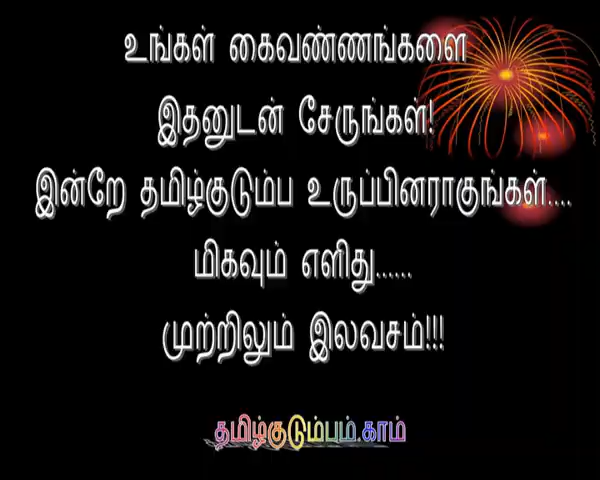 உங்கள் கைவண்ணங்களை
இதனுடன் சேருங்கள்!
இன்றே தமிழ்குடும்ப உருப்பினராகுங்கள்....
மிகவும் எளிது......
முற்றிலும் இலவசம்!!!
தமிழ்குடும்பம்.காம்